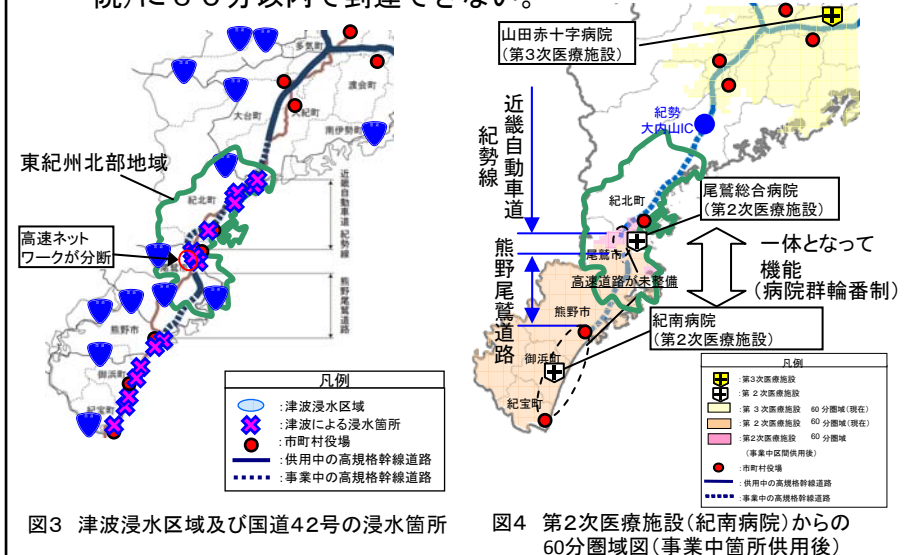 院)に60分以内で到達できない。
多気町
度会町
大台町
大紀町
南伊勢町
東紀州北部地域
紀北町
近畿自動車道 紀勢線
高速ネット
ワークが分断
熊野尾鷲道路
熊野市
御浜町
紀宝町
凡例
:津波浸水区域
:津波による浸水箇所
:市町村役場
:供用中の高規格幹線道路
:事業中の高規格幹線道路
図3 津波浸水区域及び国道42号の浸水箇所
山田赤十字病院
(第3次医療施設)
近畿自動車道
紀勢線
紀勢
大内山IC
紀北町
尾鷲総合病院
(第2次医療施設)
尾鷲市
高速道路が未整備
一体となって
機能
(病院群輪番制)
熊野尾鷲道路
熊野市
紀南病院
(第2次医療施設)
御浜町
紀宝町
凡例
:第3次医療施設
:第2次医療施設
:第3次医療施設 60分圏域(現在)
:第2次医療施設 60分圏域(現在)
:第2次医療施設 60分圏域
(事業中区間供用後)
:市町村役場
:供用中の高規格幹線道路
:事業中の高規格幹線道路
図4 第2次医療施設(紀南病院)からの
60分圏域図(事業中箇所供用後)